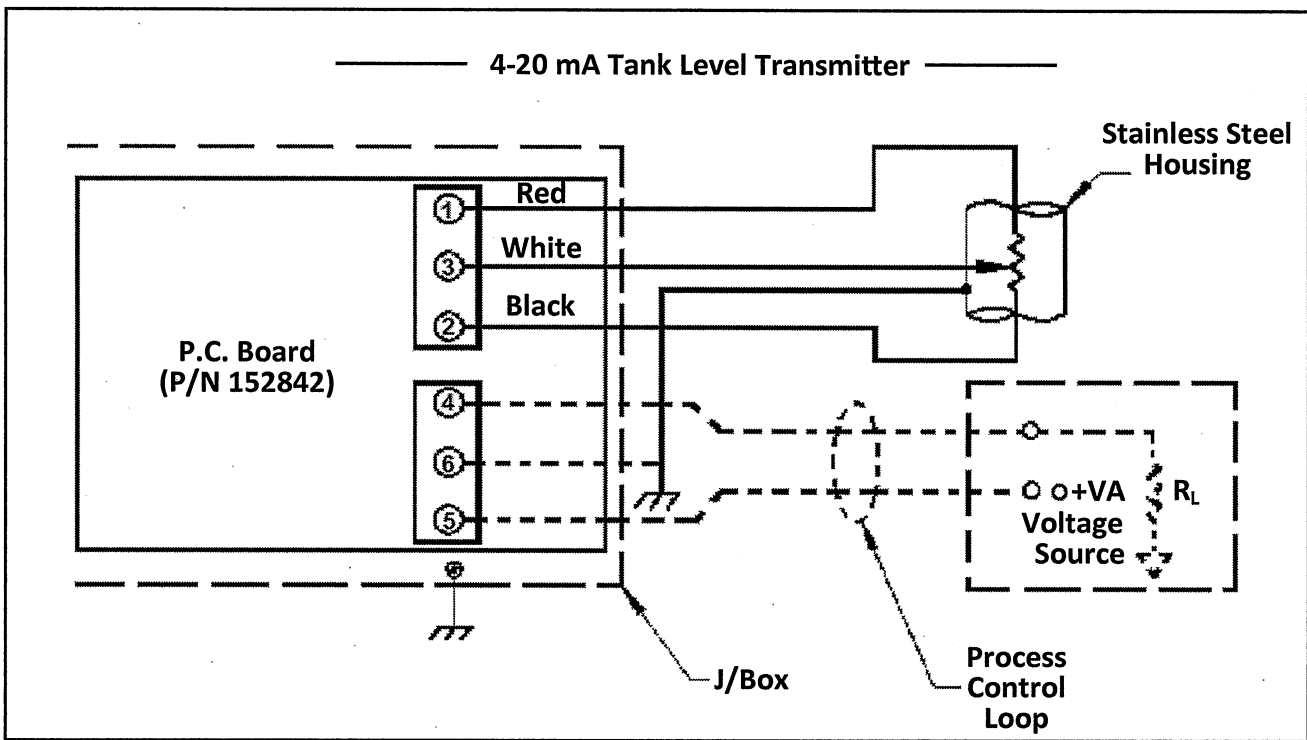 4-20 mA Tank Level Transmitter
Stainless Steel
Housing
1
Red
3
White
2
Black
P.C. Board
(P/N 152842)
4
6
5
+VA
Voltage
Source
RL
J/Box
Process
Control
Loop